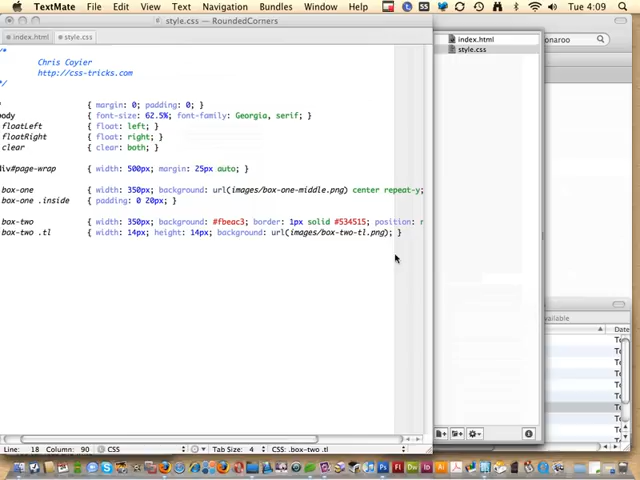 TextMate File Edit View Text Navigation Bundles Window Help Tue 4:09
style.css — RoundedCorners
index.html style.css
onaroo
index.html
style.css
/*
Chris Coyier
http://css-tricks.com
*/
* { margin: 0; padding: 0; }
body { font-size: 62.5%; font-family: Georgia, serif; }
floatLeft { float: left; }
floatRight { float: right; }
clear { clear: both; }
div#page-wrap { width: 500px; margin: 25px auto; }
box-one { width: 350px; background: url(images/box-one-middle.png) center repeat-y;
box-one .inside { padding: 0 20px; }
box-two { width: 350px; background: #fbeac3; border: 1px solid #534515; position: r
box-two .tl { width: 14px; height: 14px; background: url(images/box-two-tl.png); }
available
Date
Line: 18 Column: 90 CSS Tab Size: 4 CSS: .box-two .tl